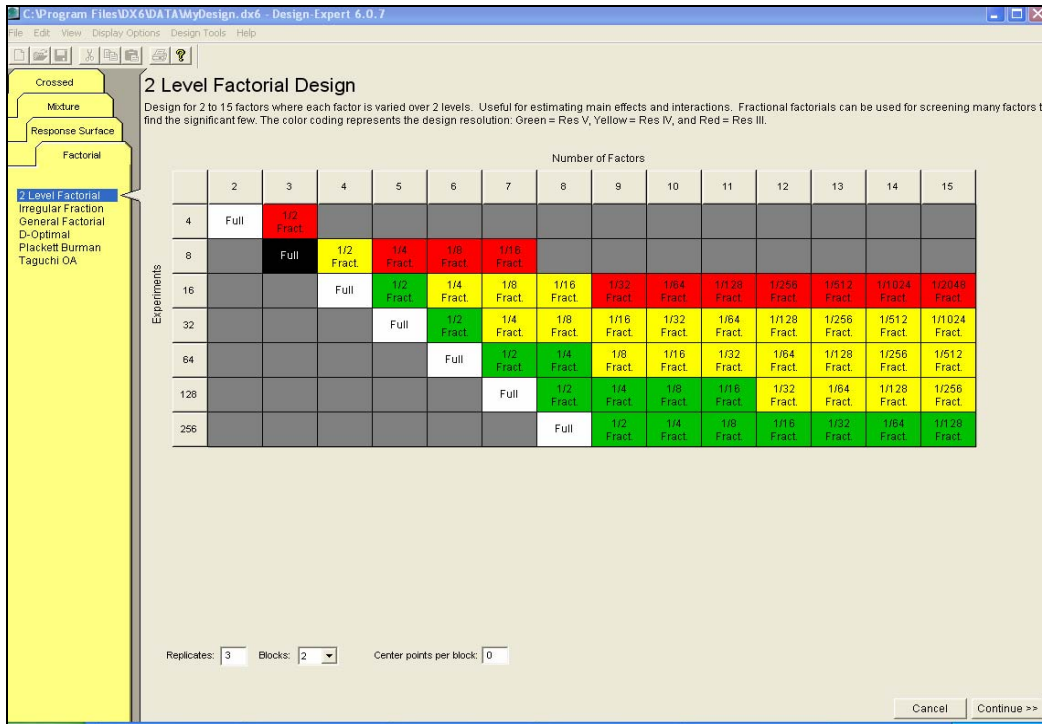 C:\Program Files\DX6\DATA\MyDesign.dx6 - Design-Expert 6.0.7
File Edit View Display Options Design Tools Help
Crossed
Mixture
Response Surface
Factorial
2 Level Factorial
Irregular Fraction
General Factorial
D-Optimal
Plackett Burman
Taguchi OA
2 Level Factorial Design
Design for 2 to 15 factors where each factor is varied over 2 levels. Useful for estimating main effects and interactions. Fractional factorials can be used for screening many factors t
find the significant few. The color coding represents the design resolution: Green = Res V, Yellow = Res IV, and Red = Res III.
Number of Factors
2 3 4 5 6 7 8 9 10 11 12 13 14 15
Experiments
4 Full 1/2 Fract.
8 Full 1/2 Fract. 1/4 Fract. 1/8 Fract. 1/16 Fract.
16 Full 1/2 Fract. 1/4 Fract. 1/8 Fract. 1/16 Fract. 1/32 Fract. 1/64 Fract. 1/128 Fract. 1/256 Fract. 1/512 Fract. 1/1024 Fract. 1/2048 Fract.
32 Full 1/2 Fract. 1/4 Fract. 1/8 Fract. 1/16 Fract. 1/32 Fract. 1/64 Fract. 1/128 Fract. 1/256 Fract. 1/512 Fract. 1/1024 Fract.
64 Full 1/2 Fract. 1/4 Fract. 1/8 Fract. 1/16 Fract. 1/32 Fract. 1/64 Fract. 1/128 Fract. 1/256 Fract. 1/512 Fract.
128 Full 1/2 Fract. 1/4 Fract. 1/8 Fract. 1/16 Fract. 1/32 Fract. 1/64 Fract. 1/128 Fract. 1/256 Fract.
256 Full 1/2 Fract. 1/4 Fract. 1/8 Fract. 1/16 Fract. 1/32 Fract. 1/64 Fract. 1/128 Fract.
Replicates: 3 Blocks: 2 Center points per block: 0
Cancel Continue >>